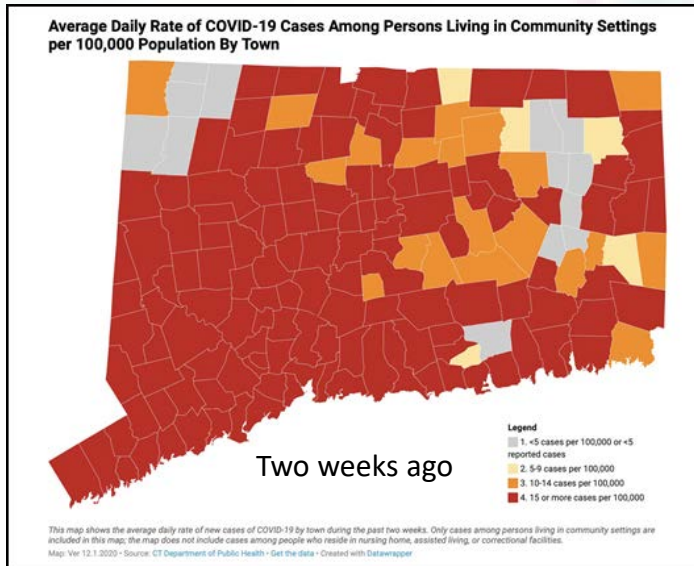 Average Daily Rate of COVID-19 Cases Among Persons Living in Community Settings
per 100,000 Population By Town
Two weeks ago
Legend
1. <5 cases per 100,000 or <5
reported cases
2. 5-9 cases per 100,000
3. 10-14 cases per 100,000
4. 15 or more cases per 100,000
This map shows the average daily rate of new cases of COVID-19 by town during the past two weeks. Only cases among persons living in community settings are
included in this map; the map does not include cases among people who reside in nursing home, assisted living, or correctional facilities.
Map: Ver 12.1.2020 • Source: CT Department of Public Health • Get the data • Created with Datawrapper